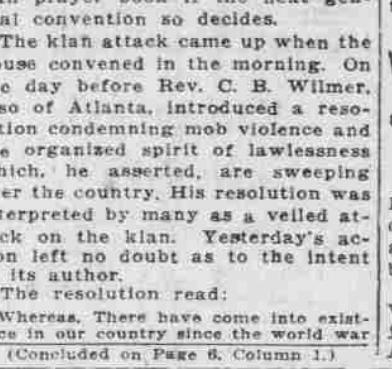 al convention so decides.
The klan attack came up when the
ouse convened in the morning. On
e day before Rev. C. B. Wilmer,
so of Atlanta, introduced a reso-
tion condemning mob violence and
e organized spirit of lawlessness
hich, he asserted, are sweeping
er the country. His resolution was
terpreted by many as a veiled at-
ck on the klan. Yesterday's ac-
on left no doubt as to the intent
its author.
The resolution read:
Whereas, There have come into exist-
ce in our country since the world war
(Concluded on Page 6, Column 1.)